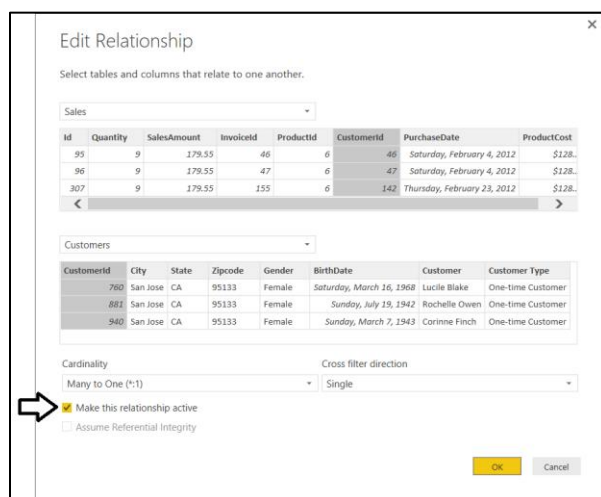 Edit Relationship
Select tables and columns that relate to one another.
Sales
Id Quantity SalesAmount InvoiceId ProductId CustomerId PurchaseDate ProductCost
95 9 179.55 46 6 46 Saturday, February 4, 2012 $128..
96 9 179.55 47 6 47 Saturday, February 4, 2012 $128..
307 9 179.55 155 6 142 Thursday, February 23, 2012 $128..
Customers
CustomerId City State Zipcode Gender BirthDate Customer Customer Type
760 San Jose CA 95133 Female Saturday, March 16, 1968 Lucile Blake One-time Customer
881 San Jose CA 95133 Female Sunday, July 19, 1942 Rochelle Owen One-time Customer
940 San Jose CA 95133 Female Sunday, March 7, 1943 Corinne Finch One-time Customer
Cardinality Cross filter direction
Many to One (*:1) Single
Make this relationship active
Assume Referential Integrity
OK Cancel